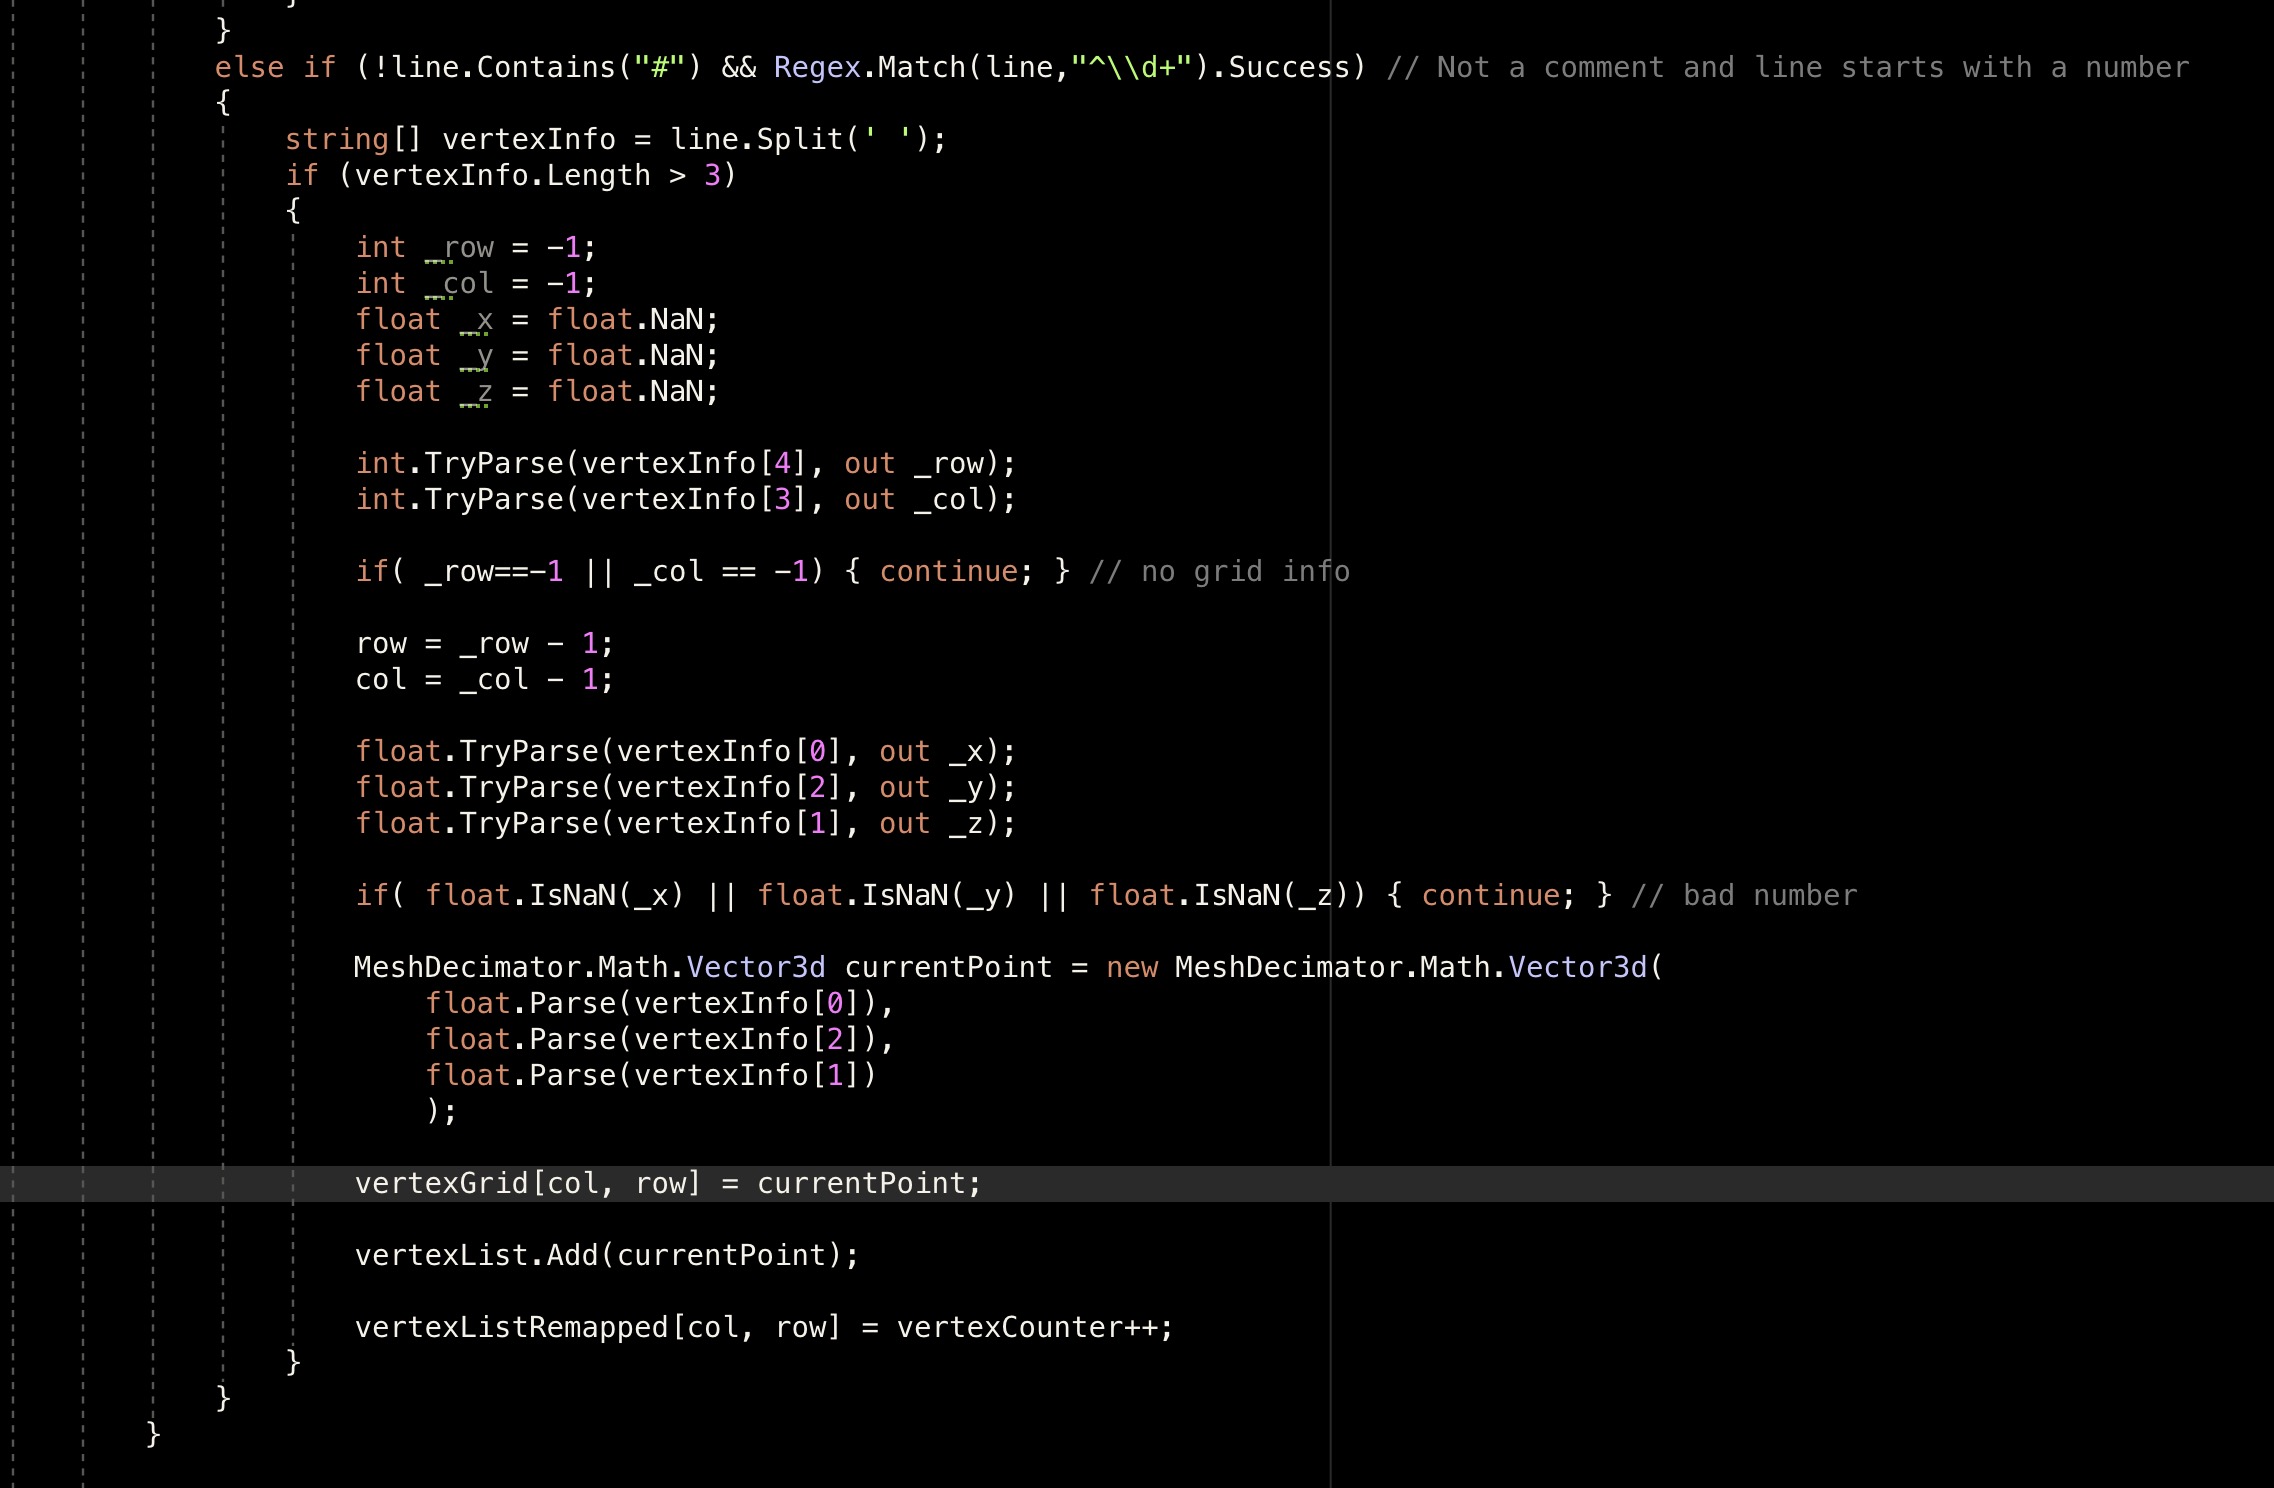 }
}
else if (!line.Contains("#") && Regex.Match(line,"^\\d+").Success) // Not a comment and line starts with a number
{
string[] vertexInfo = line.Split(' ');
if (vertexInfo.Length > 3)
{
int _row = -1;
int _col = -1;
float _x = float.NaN;
float _y = float.NaN;
float _z = float.NaN;
int.TryParse(vertexInfo[4], out _row);
int.TryParse(vertexInfo[3], out _col);
if( _row==-1 || _col == -1) { continue; } // no grid info
row = _row - 1;
col = _col - 1;
float.TryParse(vertexInfo[0], out _x);
float.TryParse(vertexInfo[2], out _y);
float.TryParse(vertexInfo[1], out _z);
if( float.IsNaN(_x) || float.IsNaN(_y) || float.IsNaN(_z)) { continue; } // bad number
MeshDecimator.Math.Vector3d currentPoint = new MeshDecimator.Math.Vector3d(
float.Parse(vertexInfo[0]),
float.Parse(vertexInfo[2]),
float.Parse(vertexInfo[1])
);
vertexGrid[col, row] = currentPoint;
vertexList.Add(currentPoint);
vertexListRemapped[col, row] = vertexCounter++;
}
}
}